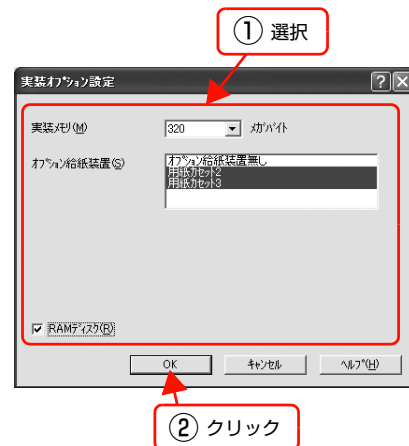 ① 選択
実装ｵﾌﾟｼｮﾝ設定
実装ﾒﾓﾘ(M) 320 ﾒｶﾞﾊﾞｲﾄ
ｵﾌﾟｼｮﾝ給紙装置(S) ｵﾌﾟｼｮﾝ給紙装置無し
用紙ｶｾｯﾄ2
用紙ｶｾｯﾄ3
RAMﾃﾞｨｽｸ(R)
OK ｷｬﾝｾﾙ ﾍﾙﾌﾟ(H)
② クリック